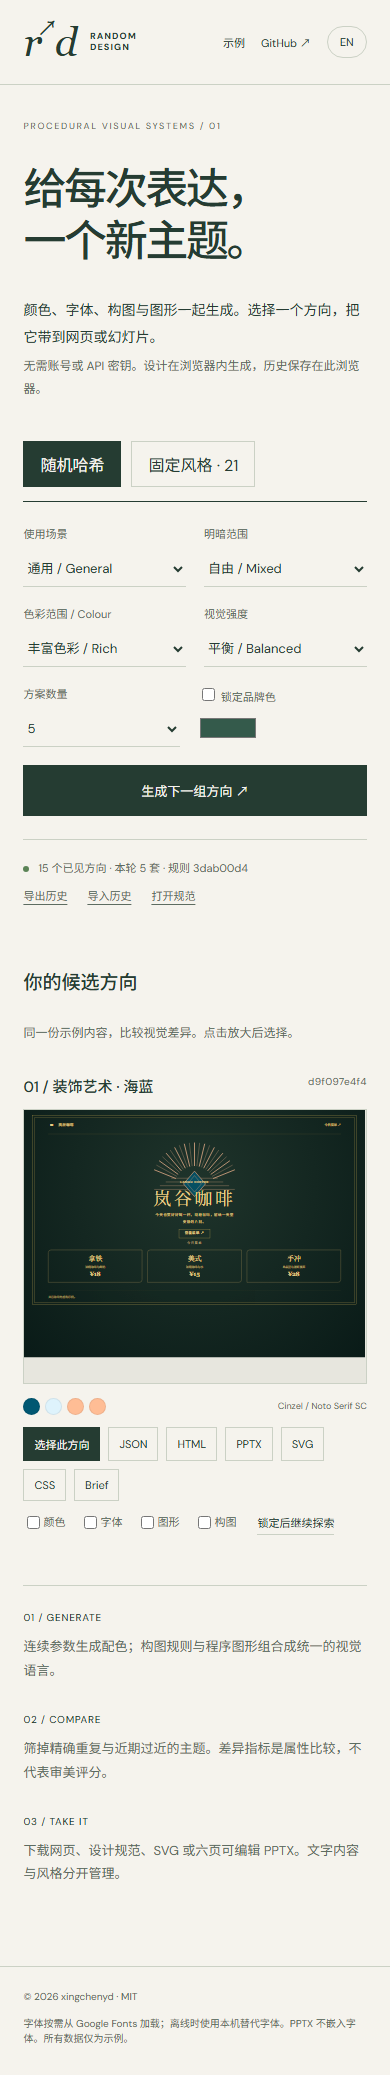 r↗d RANDOM
DESIGN
示例 GitHub ↗ EN
PROCEDURAL VISUAL SYSTEMS / 01
给每次表达，
一个新主题。
颜色、字体、构图与图形一起生成。选择一个方向，把
它带到网页或幻灯片。
无需账号或 API 密钥。设计在浏览器内生成，历史保存在此浏览
器。
随机哈希 固定风格 · 21
使用场景 明暗范围
通用 / General 自由 / Mixed
色彩范围 / Colour 视觉强度
丰富色彩 / Rich 平衡 / Balanced
方案数量 锁定品牌色
5
生成下一组方向 ↗
15 个已见方向 · 本轮 5 套 · 规则 3dab00d4
导出历史 导入历史 打开规范
你的候选方向
同一份示例内容，比较视觉差异。点击放大后选择。
01 / 装饰艺术 · 海蓝 d9f097e4f4
岚谷咖啡
拿铁 美式 手冲
¥18 ¥15 ¥28
Cinzel / Noto Serif SC
选择此方向 JSON HTML PPTX SVG
CSS Brief
颜色 字体 图形 构图 锁定后继续探索
01 / GENERATE
连续参数生成配色；构图规则与程序图形组合成统一的视觉
语言。
02 / COMPARE
筛掉精确重复与近期过近的主题。差异指标是属性比较，不
代表审美评分。
03 / TAKE IT
下载网页、设计规范、SVG 或六页可编辑 PPTX。文字内容
与风格分开管理。
© 2026 xingchenyd · MIT
字体按需从 Google Fonts 加载；离线时使用本机替代字体。PPTX 不嵌入字
体。所有数据仅为示例。